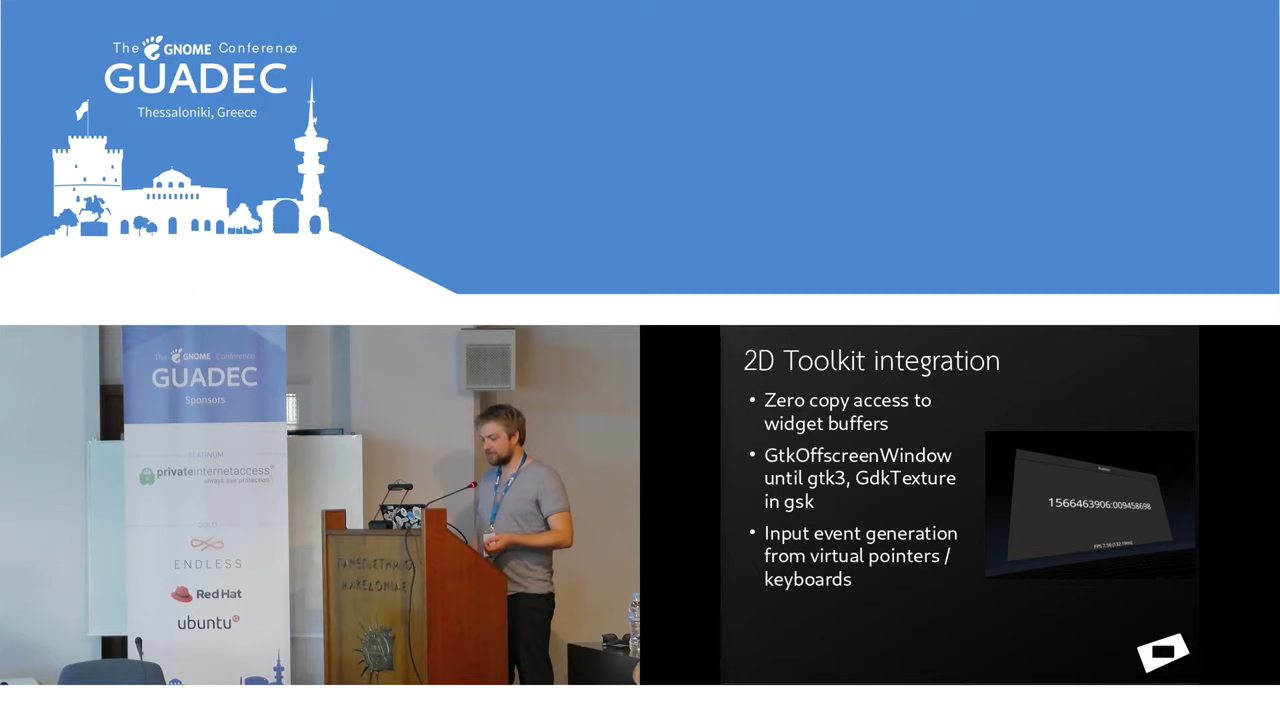 The GNOME Conference
GUADEC
Thessaloniki, Greece
The GNOME Conference
GUADEC
Sponsors
PLATINUM
privateinternetaccess®
always use protection
GOLD
ENDLESS
Red Hat
ubuntu
ΠΑΝΕΠΙΣΤΗΜΙΟ
ΜΑΚΕΔΟΝΙΑΣ
2D Toolkit integration
• Zero copy access to
widget buffers
• GtkOffscreenWindow
until gtk3, GdkTexture
in gsk
• Input event generation
from virtual pointers /
keyboards
1566463906:009458698